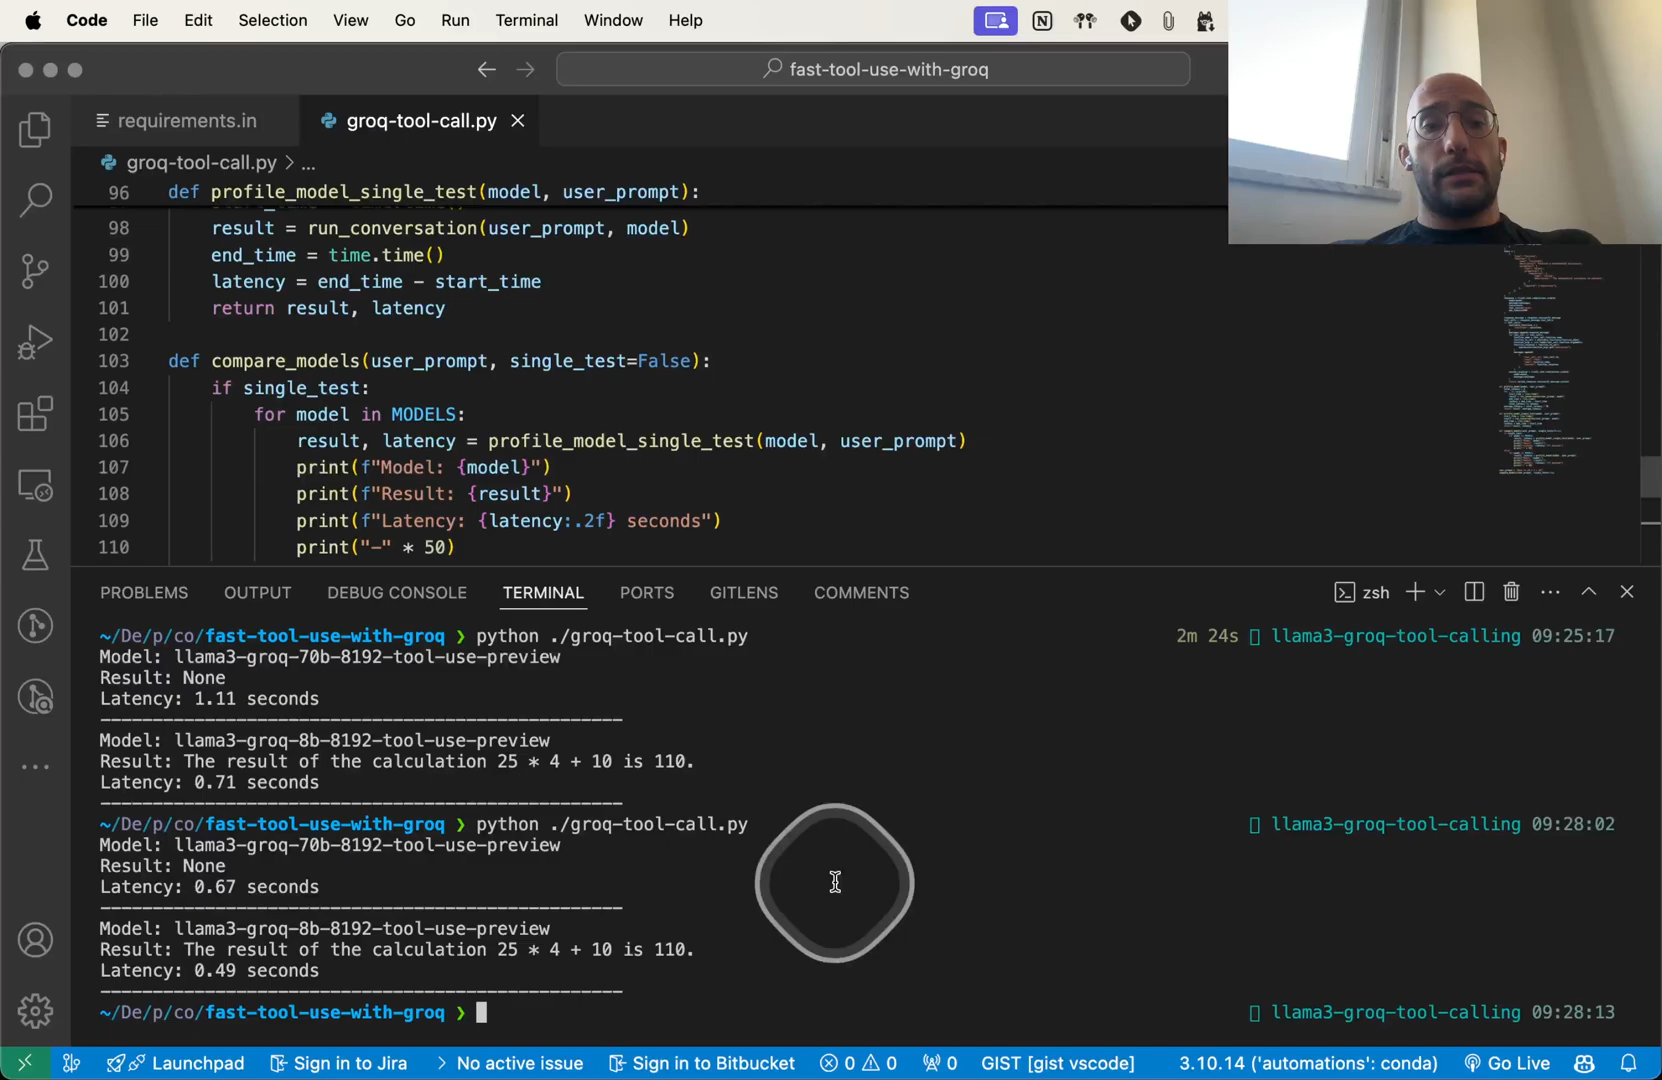 Code File Edit Selection View Go Run Terminal Window Help
fast-tool-use-with-groq
requirements.in
groq-tool-call.py
groq-tool-call.py > ...
96 def profile_model_single_test(model, user_prompt):
98 result = run_conversation(user_prompt, model)
99 end_time = time.time()
100 latency = end_time - start_time
101 return result, latency
102
103 def compare_models(user_prompt, single_test=False):
104 if single_test:
105 for model in MODELS:
106 result, latency = profile_model_single_test(model, user_prompt)
107 print(f"Model: {model}")
108 print(f"Result: {result}")
109 print(f"Latency: {latency:.2f} seconds")
110 print("-" * 50)
PROBLEMS OUTPUT DEBUG CONSOLE TERMINAL PORTS GITLENS COMMENTS zsh
~/De/p/co/fast-tool-use-with-groq ❯ python ./groq-tool-call.py 2m 24s llama3-groq-tool-calling 09:25:17
Model: llama3-groq-70b-8192-tool-use-preview
Result: None
Latency: 1.11 seconds
--------------------------------------------------
Model: llama3-groq-8b-8192-tool-use-preview
Result: The result of the calculation 25 * 4 + 10 is 110.
Latency: 0.71 seconds
--------------------------------------------------
~/De/p/co/fast-tool-use-with-groq ❯ python ./groq-tool-call.py llama3-groq-tool-calling 09:28:02
Model: llama3-groq-70b-8192-tool-use-preview
Result: None
Latency: 0.67 seconds
--------------------------------------------------
Model: llama3-groq-8b-8192-tool-use-preview
Result: The result of the calculation 25 * 4 + 10 is 110.
Latency: 0.49 seconds
--------------------------------------------------
~/De/p/co/fast-tool-use-with-groq ❯ llama3-groq-tool-calling 09:28:13
Launchpad Sign in to Jira > No active issue Sign in to Bitbucket 0 0 0 GIST [gist vscode] 3.10.14 ('automations': conda) Go Live